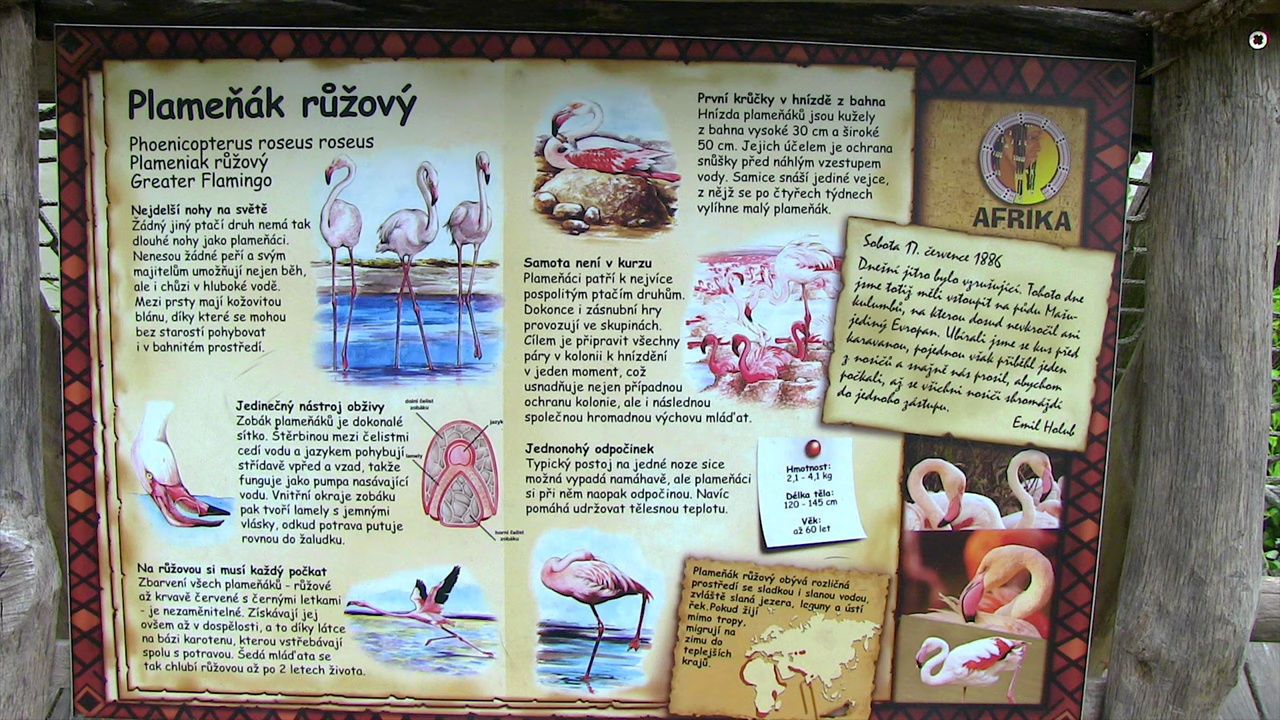 Plameňák růžový
Phoenicopterus roseus roseus
Plameniak růžový
Greater Flamingo
Nejdelší nohy na světě
Žádný jiný ptačí druh nemá tak
dlouhé nohy jako plameňáci.
Nenesou žádné peří a svým
majitelům umožňují nejen běh,
ale i chůzi v hluboké vodě.
Mezi prsty mají kožovitou
blánu, díky které se mohou
bez starostí pohybovat
i v bahnitém prostředí.
Jedinečný nástroj obživy
Zobák plameňáků je dokonalé
sítko. Štěrbinou mezi čelistmi
cedí vodu a jazykem pohybují
střídavě vpřed a vzad, takže
funguje jako pumpa nasávající
vodu. Vnitřní okraje zobáku
pak tvoří lamely s jemnými
vlásky, odkud potrava putuje
rovnou do žaludku.
dolní čelist
zobáku
jazyk
lamely
horní čelist
zobáku
Na růžovou si musí každý počkat
Zbarvení všech plameňáků - růžové
až krvavě červené s černými letkami
- je nezaměnitelné. Získávají jej
ovšem až v dospělosti, a to díky látce
na bázi karotenu, kterou vstřebávají
spolu s potravou. Šedá mláďata se
tak chlubí růžovou až po 2 letech života.
První krůčky v hnízdě z bahna
Hnízda plameňáků jsou kužely
z bahna vysoké 30 cm a široké
50 cm. Jejich účelem je ochrana
snůšky před náhlým vzestupem
vody. Samice snáší jediné vejce,
z nějž se po čtyřech týdnech
vylíhne malý plameňák.
Samota není v kurzu
Plameňáci patří k nejvíce
pospolitým ptačím druhům.
Dokonce i zásnubní hry
provozují ve skupinách.
Cílem je připravit všechny
páry v kolonii k hnízdění
v jeden moment, což
usnadňuje nejen případnou
ochranu kolonie, ale i následnou
společnou hromadnou výchovu mláďat.
Jednonohý odpočinek
Typický postoj na jedné noze sice
možná vypadá namáhavě, ale plameňáci
si při něm naopak odpočinou. Navíc
pomáhá udržovat tělesnou teplotu.
Hmotnost:
2,1 - 4,1 kg
Délka těla:
120 - 145 cm
Věk:
až 60 let
Plameňák růžový obývá rozličná
prostředí se sladkou i slanou vodou,
zvláště slaná jezera, laguny a ústí
řek. Pokud žijí
mimo tropy,
migrují na
zimu do
teplejších
krajů.
AFRIKA
Sobota 17. července 1886
Dnešní jitro bylo vzrušující. Tohoto dne
jsme totiž měli vstoupit na půdu Mašu-
kulumbů, na kterou dosud nevkročil ani
jediný Evropan. Ubírali jsme se kus před
karavanou, pojednou však přiběhl jeden
z nosičů a snažně nás prosil, abychom
počkali, až se všichni nosiči shromáždí
do jednoho zástupu.
Emil Holub